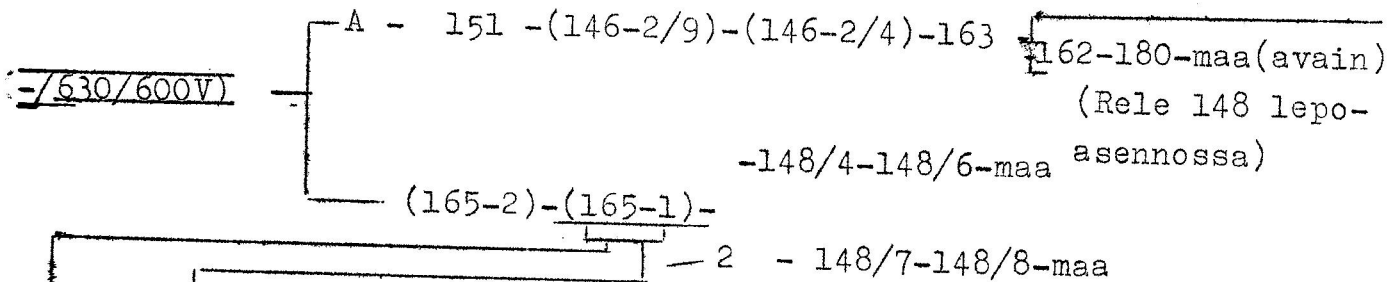 A - 151 -(146-2/9)-(146-2/4)-163
162-180-maa(avain)
-/630/600V)
(Rele 148 lepo-
asennossa)
-148/4-148/6-maa
(165-2)-(165-1)-
2 - 148/7-148/8-maa